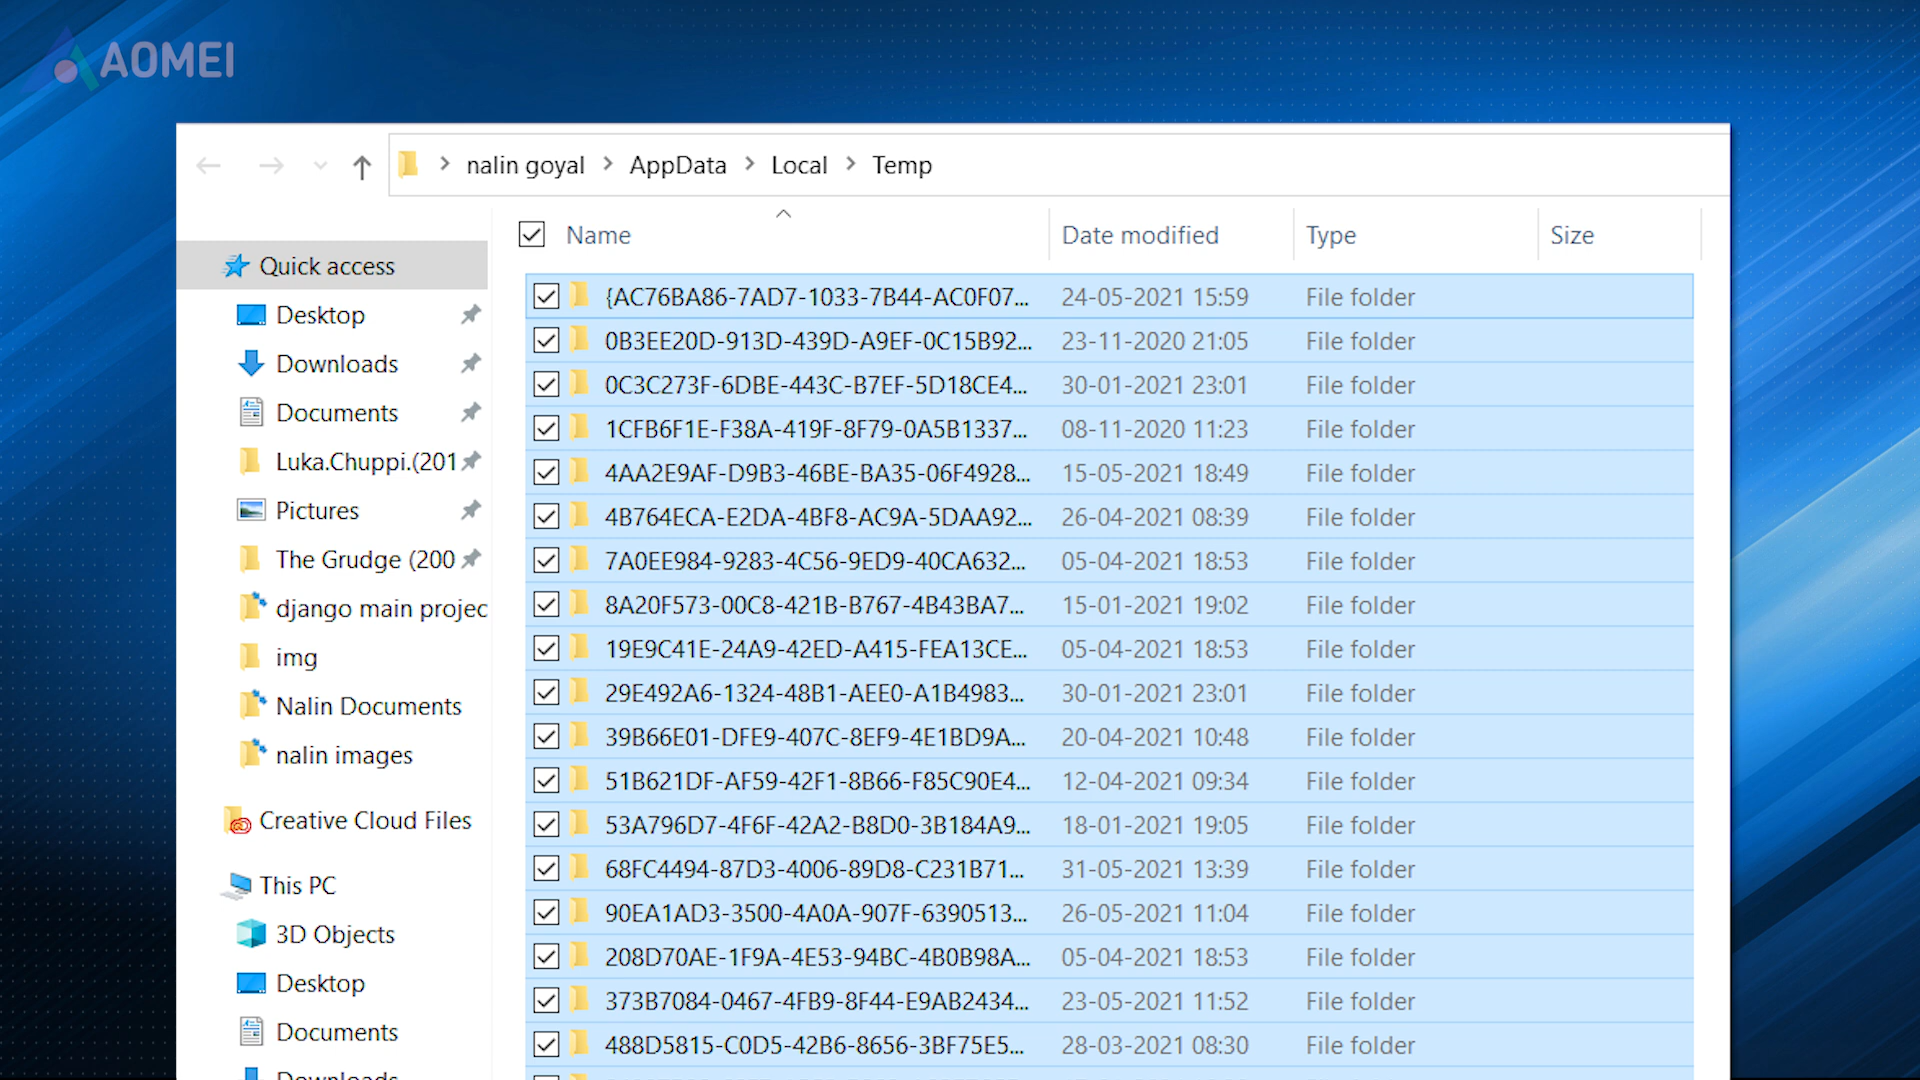 AOMEI
nalin goyal > AppData > Local > Temp
Name Date modified Type Size
Quick access
Desktop
Downloads
Documents
Luka.Chuppi.(201
Pictures
The Grudge (200
django main projec
img
Nalin Documents
nalin images
Creative Cloud Files
This PC
3D Objects
Desktop
Documents
Downloads
{AC76BA86-7AD7-1033-7B44-AC0F07... 24-05-2021 15:59 File folder
0B3EE20D-913D-439D-A9EF-0C15B92... 23-11-2020 21:05 File folder
0C3C273F-6DBE-443C-B7EF-5D18CE4... 30-01-2021 23:01 File folder
1CFB6F1E-F38A-419F-8F79-0A5B1337... 08-11-2020 11:23 File folder
4AA2E9AF-D9B3-46BE-BA35-06F4928... 15-05-2021 18:49 File folder
4B764ECA-E2DA-4BF8-AC9A-5DAA92... 26-04-2021 08:39 File folder
7A0EE984-9283-4C56-9ED9-40CA632... 05-04-2021 18:53 File folder
8A20F573-00C8-421B-B767-4B43BA7... 15-01-2021 19:02 File folder
19E9C41E-24A9-42ED-A415-FEA13CE... 05-04-2021 18:53 File folder
29E492A6-1324-48B1-AEE0-A1B4983... 30-01-2021 23:01 File folder
39B66E01-DFE9-407C-8EF9-4E1BD9A... 20-04-2021 10:48 File folder
51B621DF-AF59-42F1-8B66-F85C90E4... 12-04-2021 09:34 File folder
53A796D7-4F6F-42A2-B8D0-3B184A9... 18-01-2021 19:05 File folder
68FC4494-87D3-4006-89D8-C231B71... 31-05-2021 13:39 File folder
90EA1AD3-3500-4A0A-907F-6390513... 26-05-2021 11:04 File folder
208D70AE-1F9A-4E53-94BC-4B0B98A... 05-04-2021 18:53 File folder
373B7084-0467-4FB9-8F44-E9AB2434... 23-05-2021 11:52 File folder
488D5815-C0D5-42B6-8656-3BF75E5... 28-03-2021 08:30 File folder